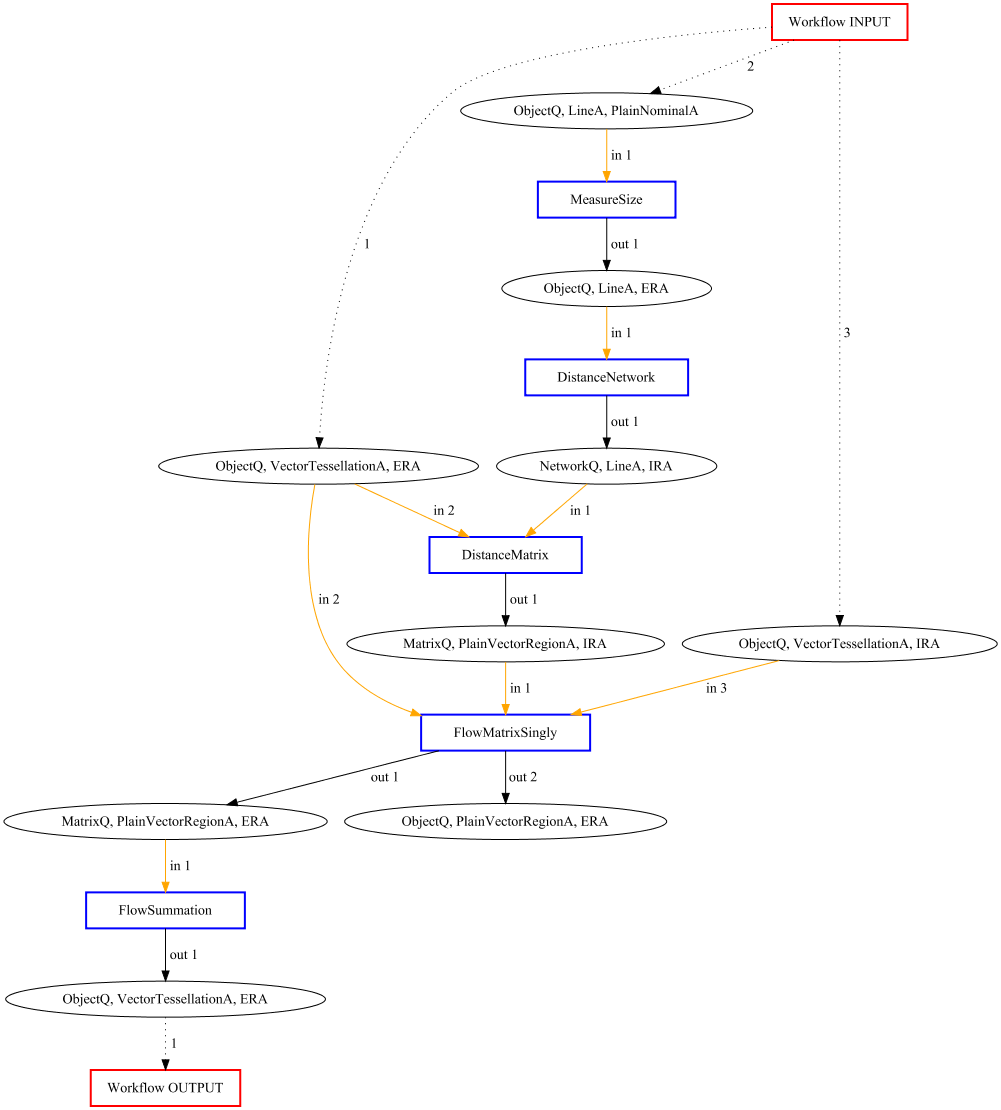 Workflow INPUT
2
ObjectQ, LineA, PlainNominalA
in 1
MeasureSize
1
out 1
ObjectQ, LineA, ERA
in 1
3
DistanceNetwork
out 1
ObjectQ, VectorTessellationA, ERA
NetworkQ, LineA, IRA
in 2
in 1
DistanceMatrix
in 2
out 1
MatrixQ, PlainVectorRegionA, IRA
ObjectQ, VectorTessellationA, IRA
in 1
in 3
FlowMatrixSingly
out 1
out 2
MatrixQ, PlainVectorRegionA, ERA
ObjectQ, PlainVectorRegionA, ERA
in 1
FlowSummation
out 1
ObjectQ, VectorTessellationA, ERA
1
Workflow OUTPUT